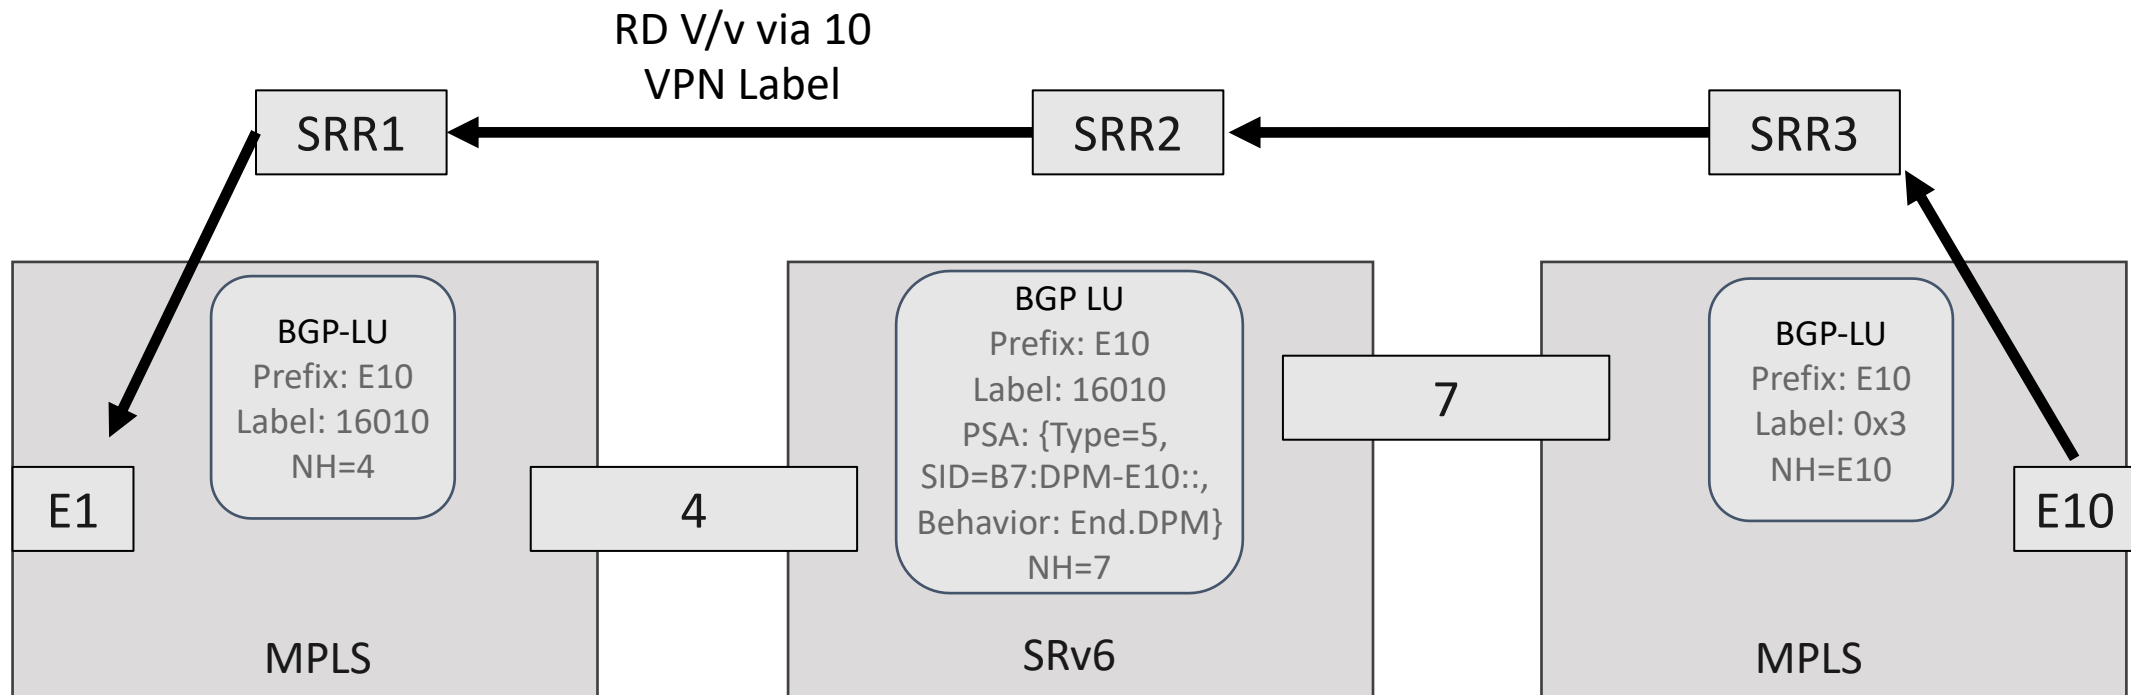 RD V/v via 10
VPN Label
SRR1
SRR2
SRR3
BGP-LU
Prefix: E10
Label: 16010
NH=4
BGP LU
Prefix: E10
Label: 16010
PSA: {Type=5,
SID=B7:DPM-E10::,
Behavior: End.DPM}
NH=7
BGP-LU
Prefix: E10
Label: 0x3
NH=E10
E1
4
7
E10
MPLS
SRv6
MPLS